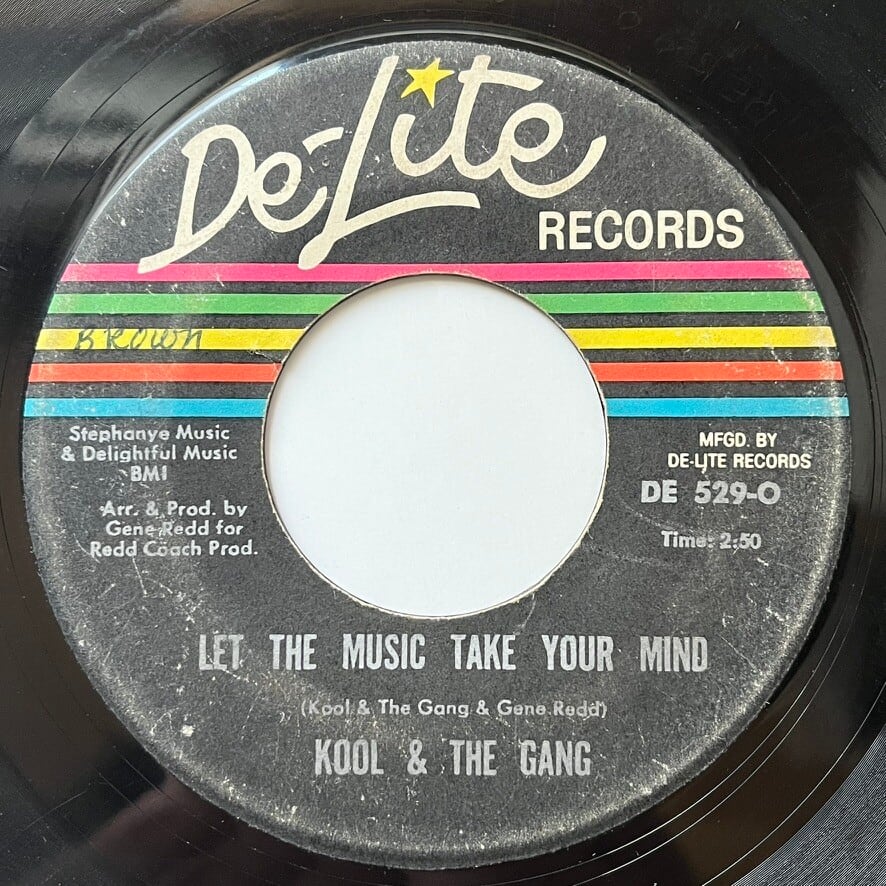 De-Lite
RECORDS
Brown
Stephanye Music
& Delightful Music
BMI
Arr. & Prod. by
Gene Redd for
Redd Coach Prod.
MFGD. BY
DE-LITE RECORDS
DE 529-O
Time: 2:50
LET THE MUSIC TAKE YOUR MIND
(Kool & The Gang & Gene Redd)
KOOL & THE GANG